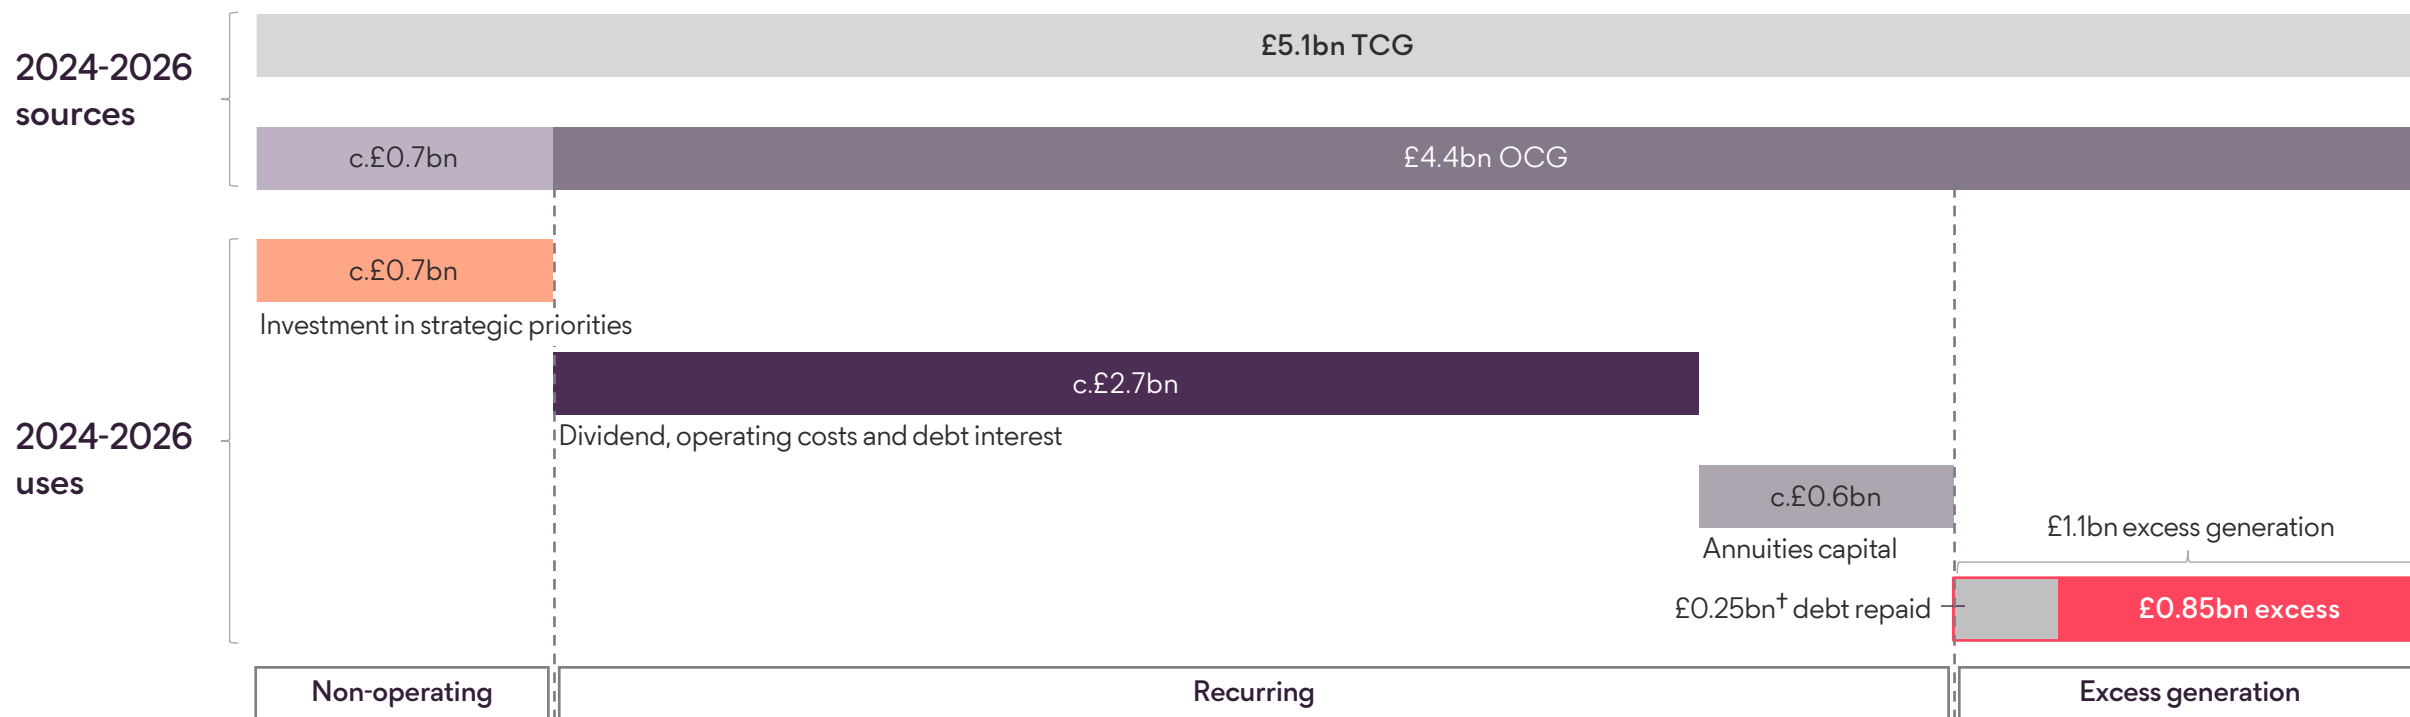 2024-2026
sources
£5.1bn TCG
c.£0.7bn
£4.4bn OCG
2024-2026
uses
c.£0.7bn
Investment in strategic priorities
c.£2.7bn
Dividend, operating costs and debt interest
c.£0.6bn
Annuities capital
£1.1bn excess generation
£0.25bn† debt repaid
£0.85bn excess
Non-operating
Recurring
Excess generation